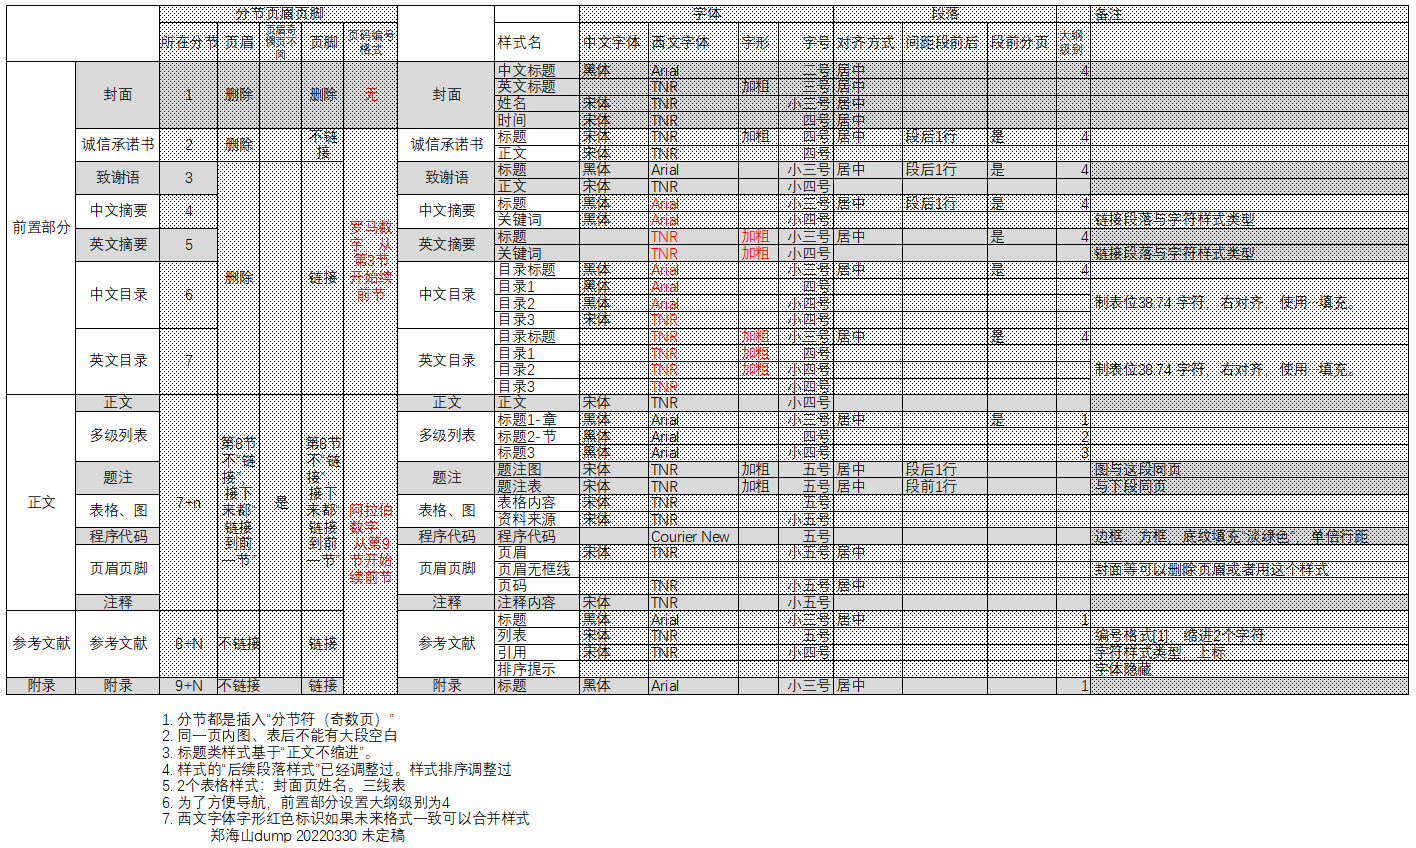 分节页眉页脚 字体 段落 备注
所在分节 页眉 页眉奇偶页不同 页脚 页码编号格式 样式名 中文字体 西文字体 字形 字号 对齐方式 间距段前后 段前分页 大纲级别
前置部分 封面 1 删除 删除 无 封面 中文标题 黑体 Arial 二号 居中 4
英文标题 TNR 加粗 三号 居中
姓名 宋体 TNR 小三号 居中
时间 宋体 TNR 四号 居中
诚信承诺书 2 删除 不链接 诚信承诺书 标题 宋体 TNR 加粗 四号 居中 段后1行 是 4
正文 宋体 TNR 四号
致谢语 3 删除 链接 罗马数字，从第3节开始续前节 致谢语 标题 黑体 Arial 小三号 居中 段后1行 是 4
正文 宋体 TNR 小四号
中文摘要 4 中文摘要 标题 黑体 Arial 小三号 居中 段后1行 是 4
关键词 黑体 Arial 小四号 链接段落与字符样式类型
英文摘要 5 英文摘要 标题 TNR 加粗 小三号 居中 是 4
关键词 TNR 加粗 小四号 链接段落与字符样式类型
中文目录 6 中文目录 目录标题 黑体 Arial 小三号 居中 是 4
目录1 黑体 Arial 四号 制表位38.74 字符，右对齐，使用…填充。
目录2 黑体 Arial 小四号
目录3 宋体 TNR 小四号
英文目录 7 英文目录 目录标题 TNR 加粗 小三号 居中 是 4
目录1 TNR 加粗 四号 制表位38.74 字符，右对齐，使用…填充。
目录2 TNR 加粗 小四号
目录3 TNR 小四号
正文 正文 7+n 第8节不“链接”，接下来都“链接到前一节” 是 第8节不“链接”，接下来都“链接到前一节” 阿拉伯数字，从第9节开始续前节 正文 正文 宋体 TNR 小四号
多级列表 多级列表 标题1-章 黑体 Arial 小三号 居中 是 1
标题2-节 黑体 Arial 四号 2
标题3 黑体 Arial 小四号 3
题注 题注 题注图 宋体 TNR 加粗 五号 居中 段后1行 图与这段同页
题注表 宋体 TNR 加粗 五号 居中 段前1行 与下段同页
表格、图 表格、图 表格内容 宋体 TNR 五号
资料来源 宋体 TNR 小五号
程序代码 程序代码 程序代码 Courier New 五号 边框：方框，底纹填充“淡绿色”，单倍行距
页眉页脚 页眉页脚 页眉 宋体 TNR 小五号 居中
页眉无框线 封面等可以删除页眉或者用这个样式
页码 TNR 小五号 居中
注释 注释 注释内容 宋体 TNR 小五号
参考文献 参考文献 8+N 不链接 链接 参考文献 标题 黑体 Arial 小三号 居中 1
列表 宋体 TNR 五号 编号格式[1]，缩进2个字符
引用 宋体 TNR 小四号 字符样式类型，上标
排序提示 字体隐藏
附录 附录 9+N 不链接 链接 附录 标题 黑体 Arial 小三号 居中 1
1. 分节都是插入“分节符（奇数页）”
2. 同一页内图、表后不能有大段空白
3. 标题类样式基于“正文不缩进”。
4. 样式的“后续段落样式”已经调整过。样式排序调整过
5. 2个表格样式：封面页姓名。三线表
6. 为了方便导航，前置部分设置大纲级别为4
7. 西文字体字形红色标识如果未来格式一致可以合并样式
郑海山dump 20220330 未定稿